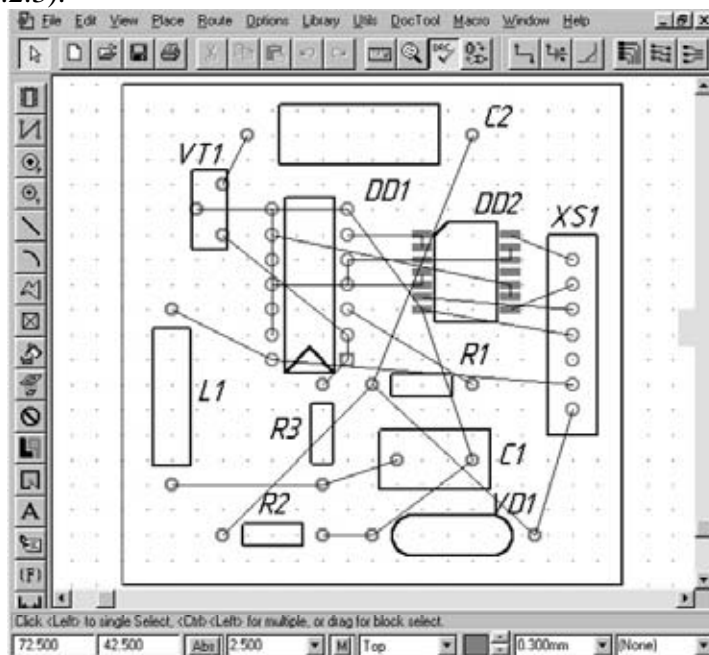 .2.3).
File Edit View Place Route Options Library Utils DocTool Macro Window Help
DRC
C2
VT1
DD1
DD2
XS1
R1
L1
R3
C1
R2
VD1
A
(F)
Click <Left> to single Select, <Ctrl><Left> for multiple, or drag for block select.
72.500 42.500 Abs 2.500 M Top 0.300mm (None)